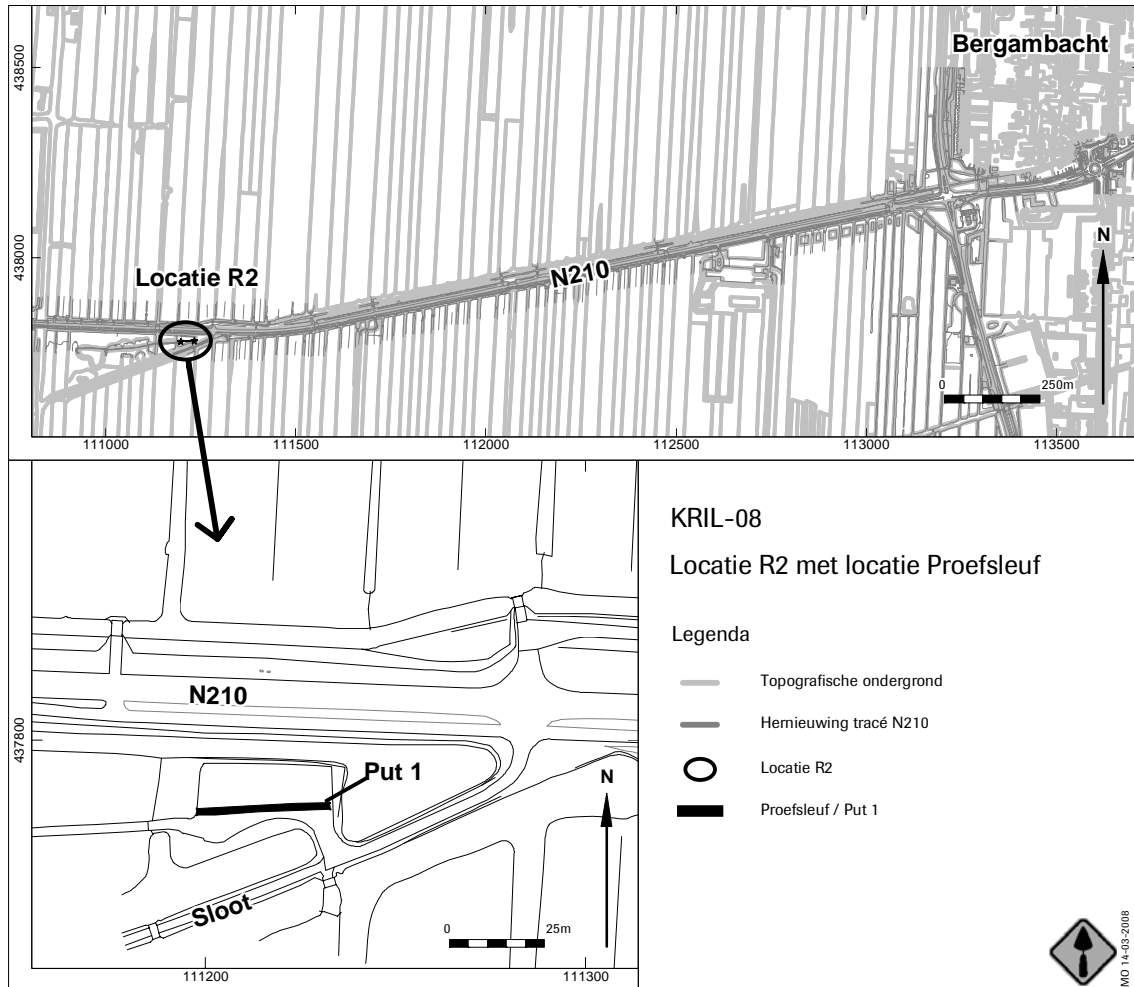 Bergambacht
438500
438000
N
Locatie R2
N210
0 250m
111000 111500 112000 112500 113000 113500
KRIL-08
Locatie R2 met locatie Proefsleuf
Legenda
Topografische ondergrond
Hernieuwing tracé N210
Locatie R2
Proefsleuf / Put 1
N210
437800
Put 1
N
Sloot
0 25m
111200 111300
MO 14-03-2008